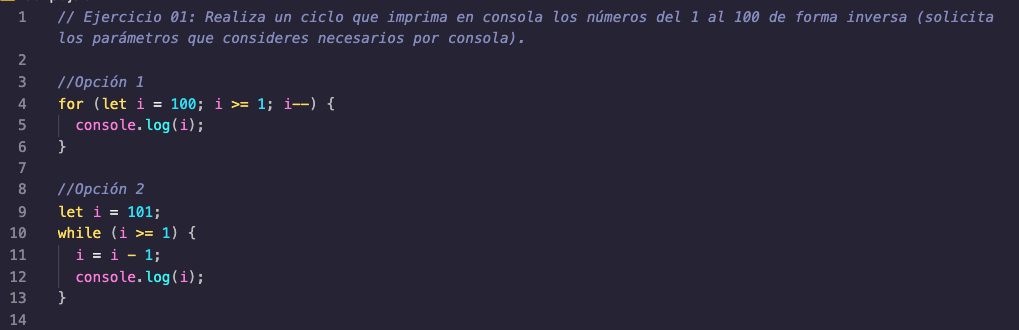 1 // Ejercicio 01: Realiza un ciclo que imprima en consola los números del 1 al 100 de forma inversa (solicita
los parámetros que consideres necesarios por consola).
2
3 //Opción 1
4 for (let i = 100; i >= 1; i--) {
5 console.log(i);
6 }
7
8 //Opción 2
9 let i = 101;
10 while (i >= 1) {
11 i = i - 1;
12 console.log(i);
13 }
14